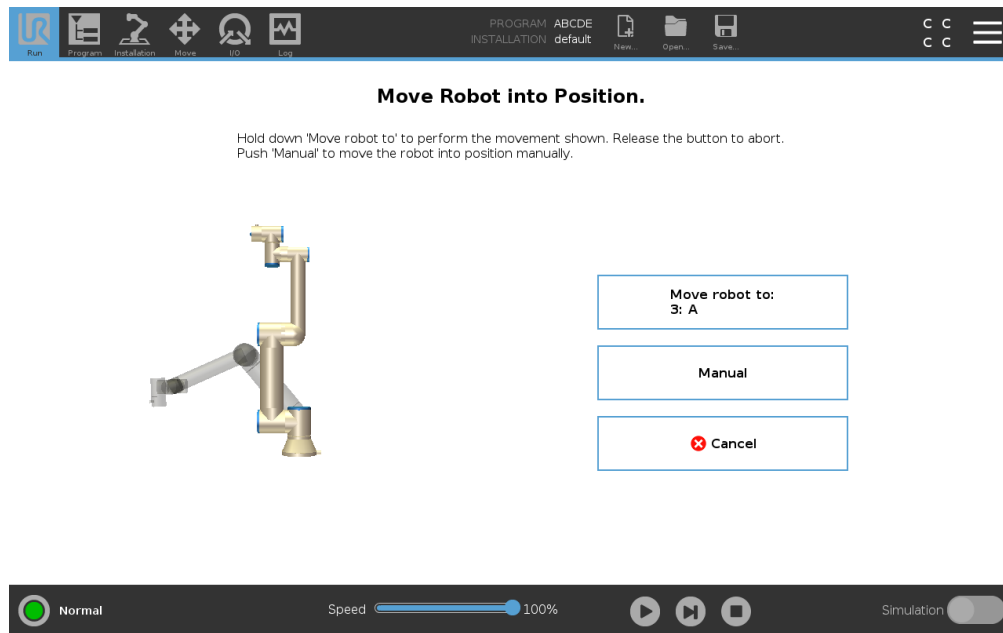 UR
PROGRAM ABCDE
INSTALLATION default
C C
C C
Run
Program
Installation
Move
I/O
Log
New...
Open...
Save...
Move Robot into Position.
Hold down 'Move robot to' to perform the movement shown. Release the button to abort.
Push 'Manual' to move the robot into position manually.
Move robot to:
3: A
Manual
Cancel
Normal
Speed
100%
Simulation